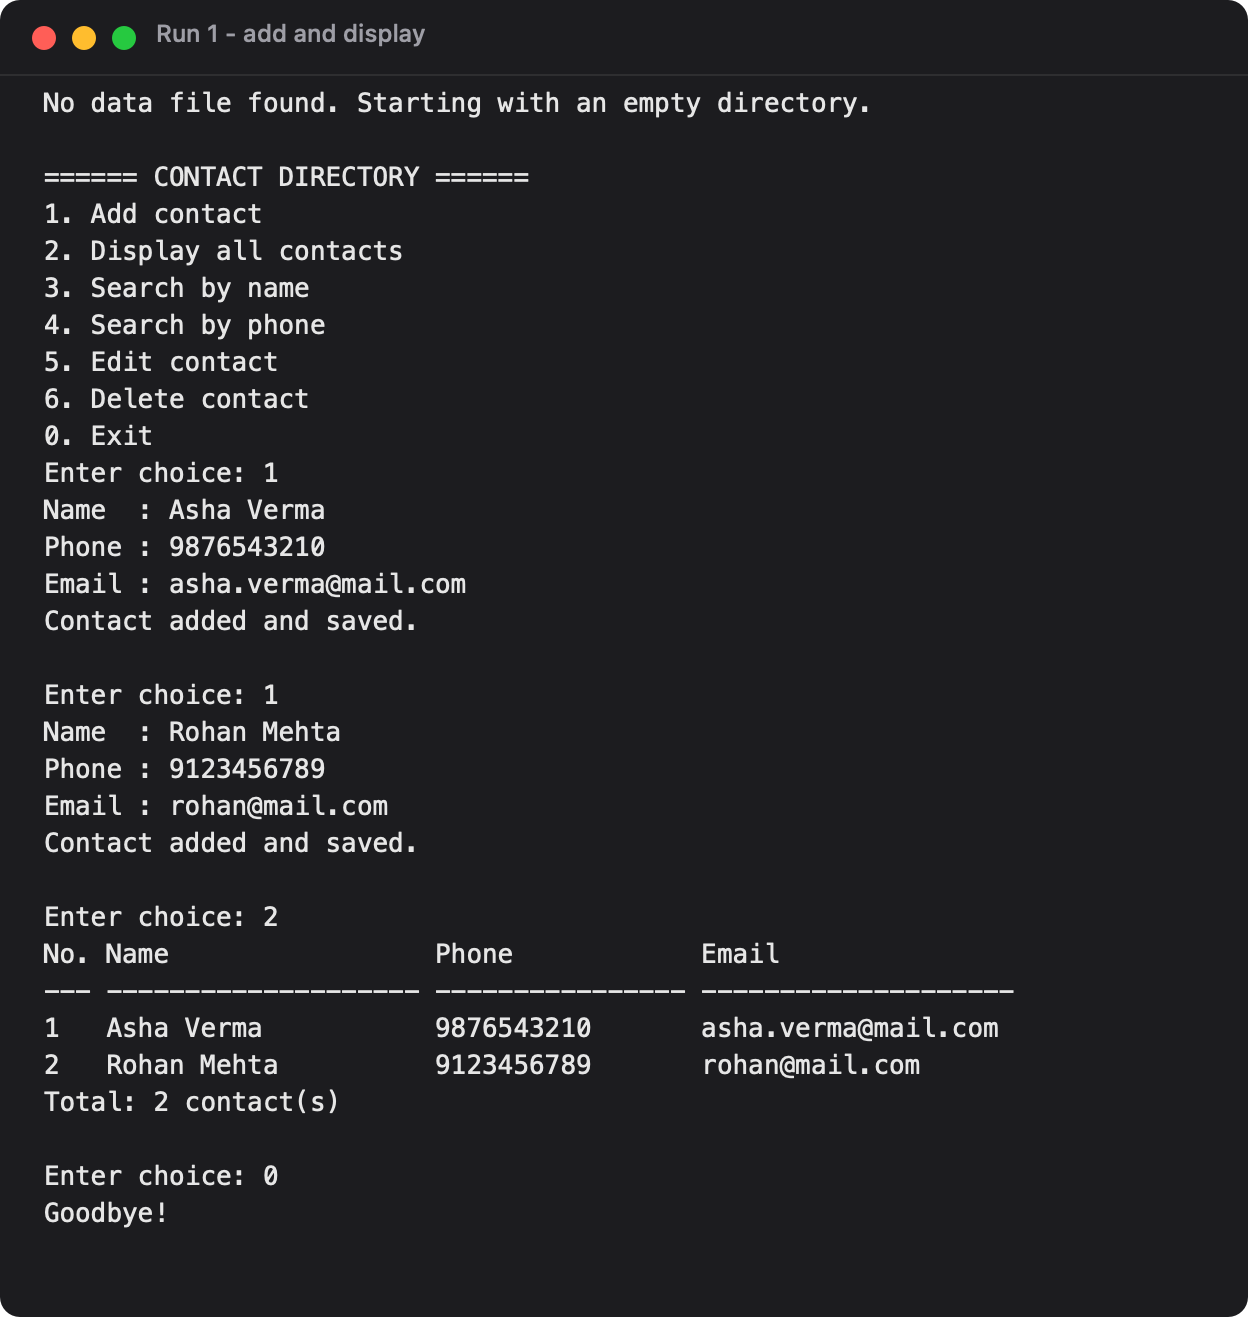 Run 1 - add and display
No data file found. Starting with an empty directory.
====== CONTACT DIRECTORY ======
1. Add contact
2. Display all contacts
3. Search by name
4. Search by phone
5. Edit contact
6. Delete contact
0. Exit
Enter choice: 1
Name  : Asha Verma
Phone : 9876543210
Email : asha.verma@mail.com
Contact added and saved.
Enter choice: 1
Name  : Rohan Mehta
Phone : 9123456789
Email : rohan@mail.com
Contact added and saved.
Enter choice: 2
No. Name                 Phone            Email
--- -------------------- ---------------- --------------------
1   Asha Verma           9876543210       asha.verma@mail.com
2   Rohan Mehta          9123456789       rohan@mail.com
Total: 2 contact(s)
Enter choice: 0
Goodbye!